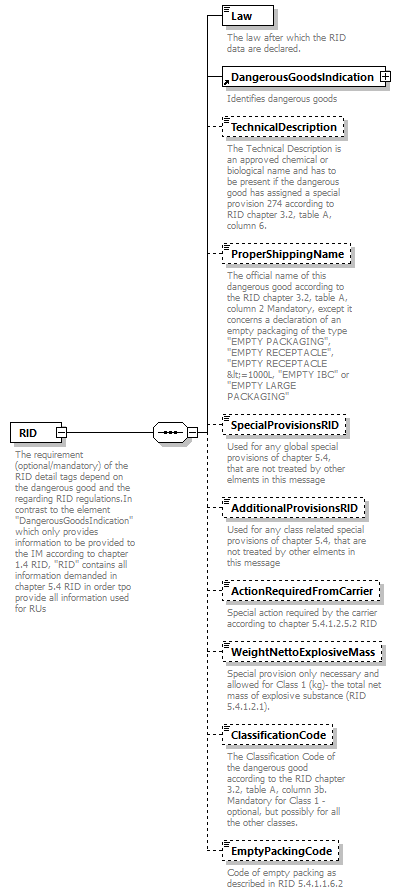 Law
The law after which the RID
data are declared.
DangerousGoodsIndication
Identifies dangerous goods
TechnicalDescription
The Technical Description is
an approved chemical or
biological name and has to
be present if the dangerous
good has assigned a special
provision 274 according to
RID chapter 3.2, table A,
column 6.
ProperShippingName
The official name of this
dangerous good according to
the RID chapter 3.2, table A,
column 2 Mandatory, except it
concerns a declaration of an
empty packaging of the type
"EMPTY PACKAGING",
"EMPTY RECEPTACLE",
"EMPTY RECEPTACLE
&lt;=1000L, "EMPTY IBC" or
"EMPTY LARGE
PACKAGING"
RID
The requirement
(optional/mandatory) of the
RID detail tags depend on
the dangerous good and the
regarding RID regulations.In
contrast to the element
"DangerousGoodsIndication"
which only provides
information to be provided to
the IM according to chapter
1.4 RID, "RID" contains all
information demanded in
chapter 5.4 RID in order tpo
provide all information used
for RUs
SpecialProvisionsRID
Used for any global special
provisions of chapter 5.4,
that are not treated by other
elments in this message
AdditionalProvisionsRID
Used for any class related special
provisions of chapter 5.4, that are
not treated by other elments in
this message
ActionRequiredFromCarrier
Special action required by the carrier
according to chapter 5.4.1.2.5.2 RID
WeightNettoExplosiveMass
Special provision only necessary and
allowed for Class 1 (kg)- the total net
mass of explosive substance (RID
5.4.1.2.1).
ClassificationCode
The Classification Code of
the dangerous good
according to the RID chapter
3.2, table A, column 3b.
Mandatory for Class 1 -
optional, but possibly for all
the other classes.
EmptyPackingCode
Code of empty packing as
described in RID 5.4.1.1.6.2